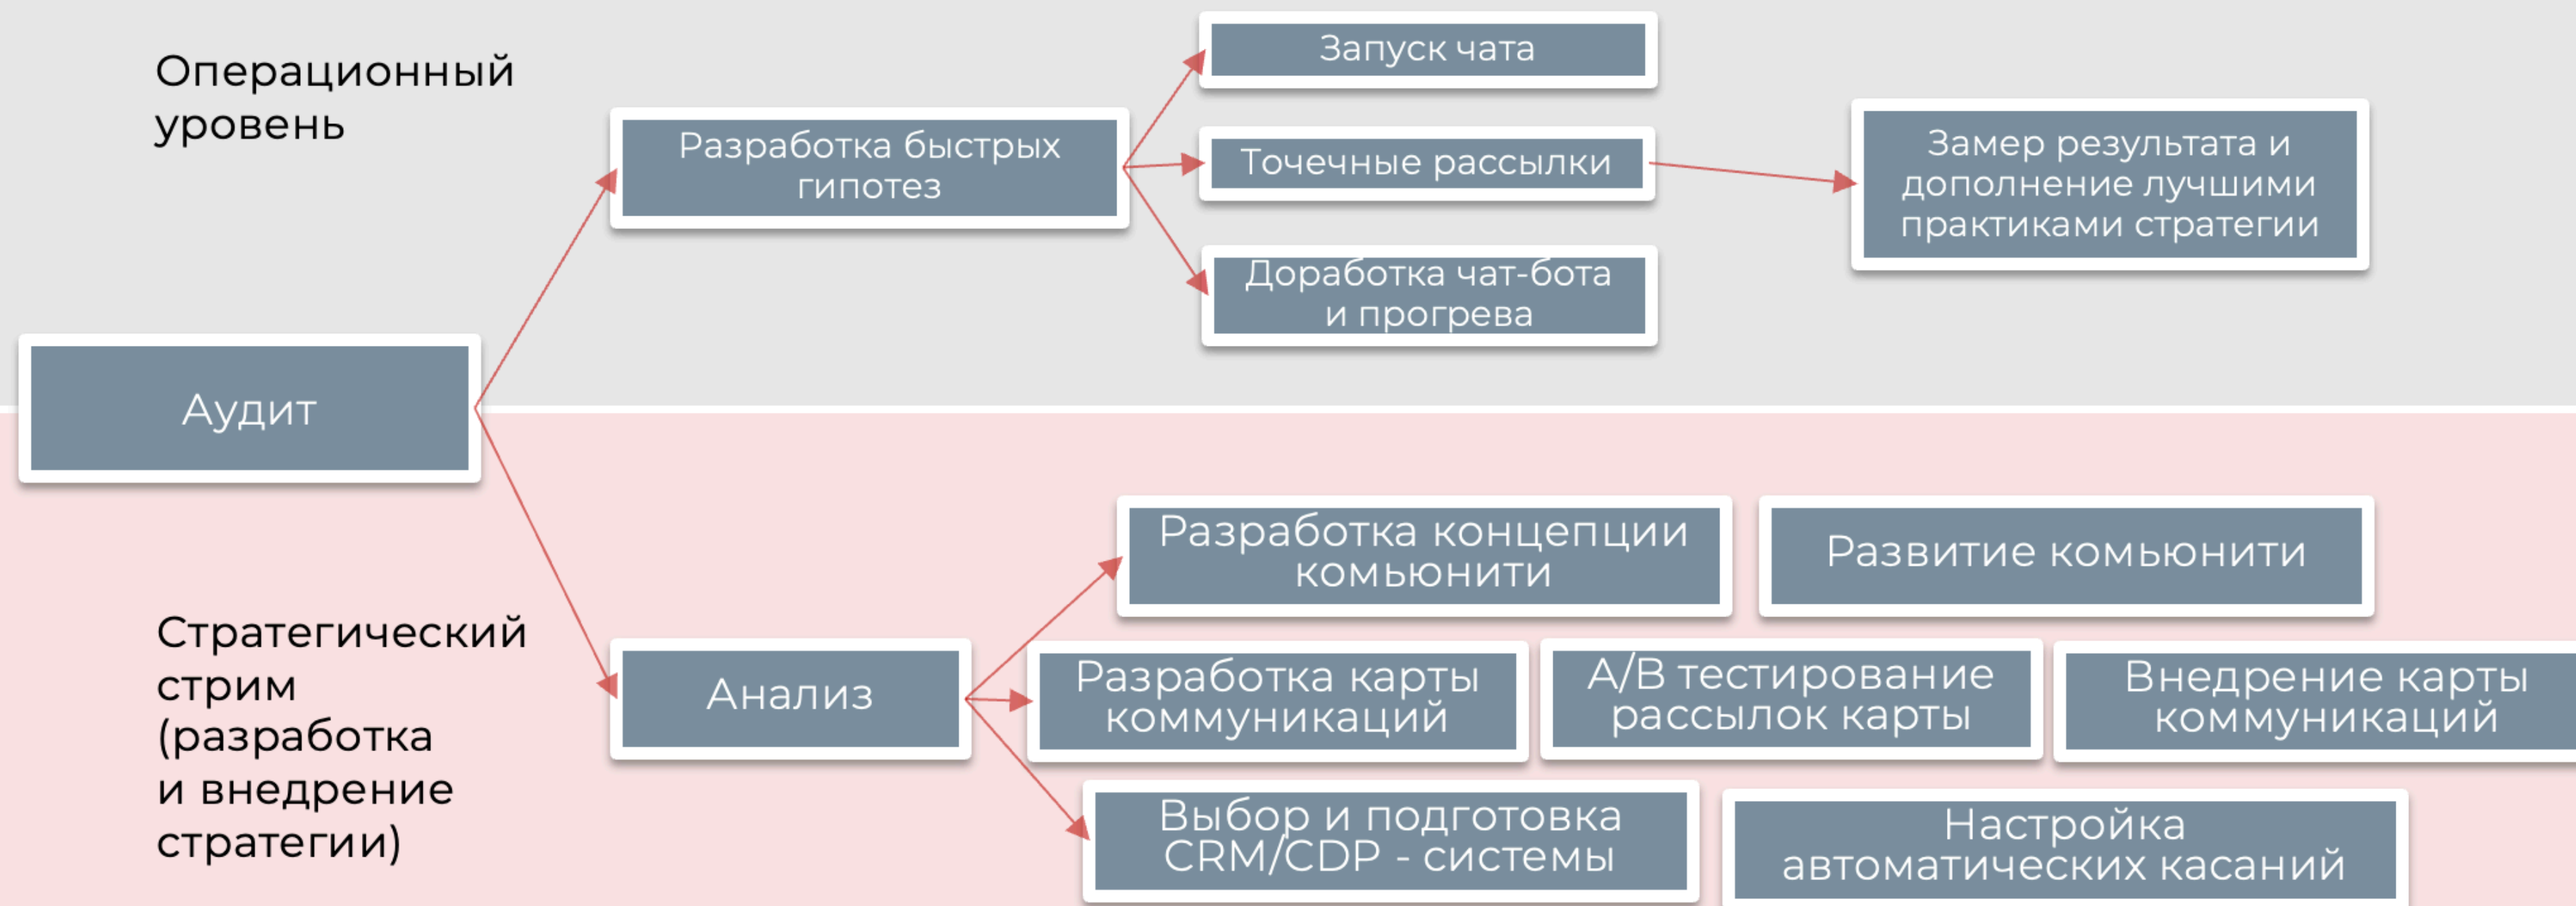 Операционный
уровень
Запуск чата
Разработка быстрых
гипотез
Точечные рассылки
Замер результата и
дополнение лучшими
практиками стратегии
Доработка чат-бота
и прогрева
Аудит
Стратегический
стрим
(разработка
и внедрение
стратегии)
Анализ
Разработка концепции
комьюнити
Развитие комьюнити
Разработка карты
коммуникаций
A/B тестирование
рассылок карты
Внедрение карты
коммуникаций
Выбор и подготовка
CRM/CDP - системы
Настройка
автоматических касаний